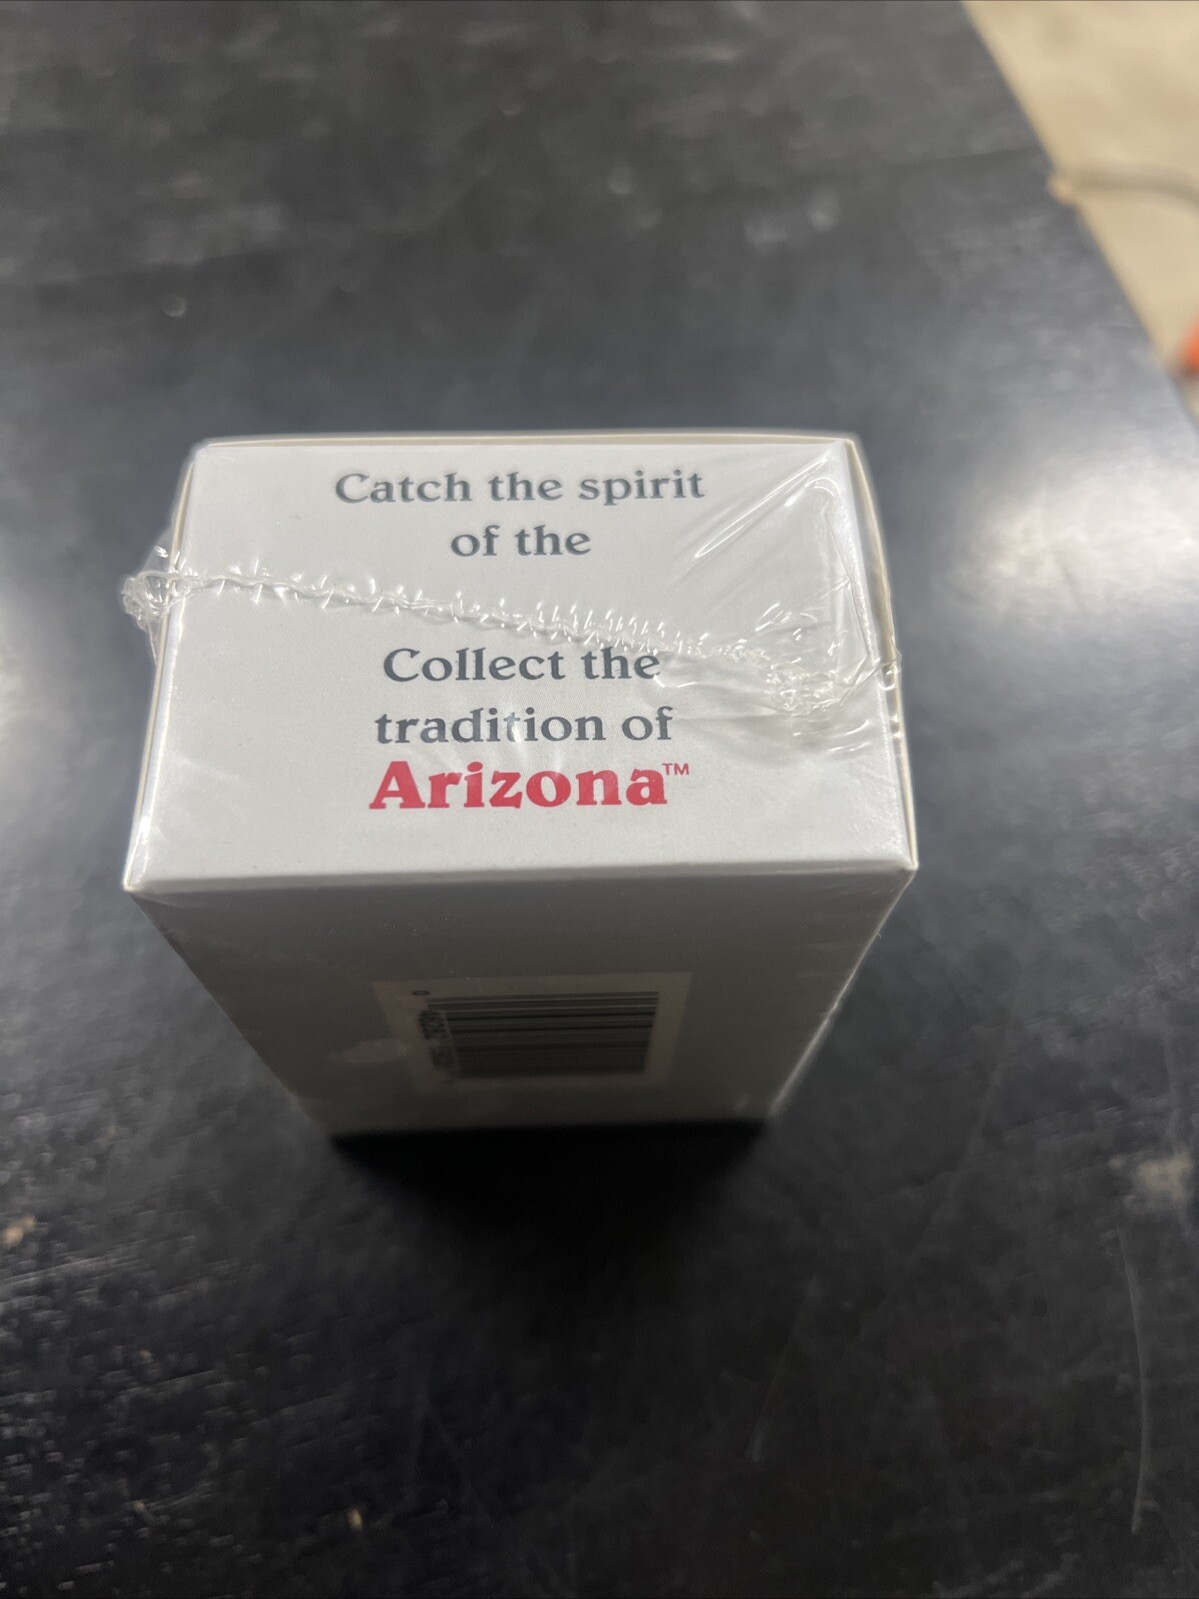 Catch the spirit
of the
Collect the
tradition of
Arizona™